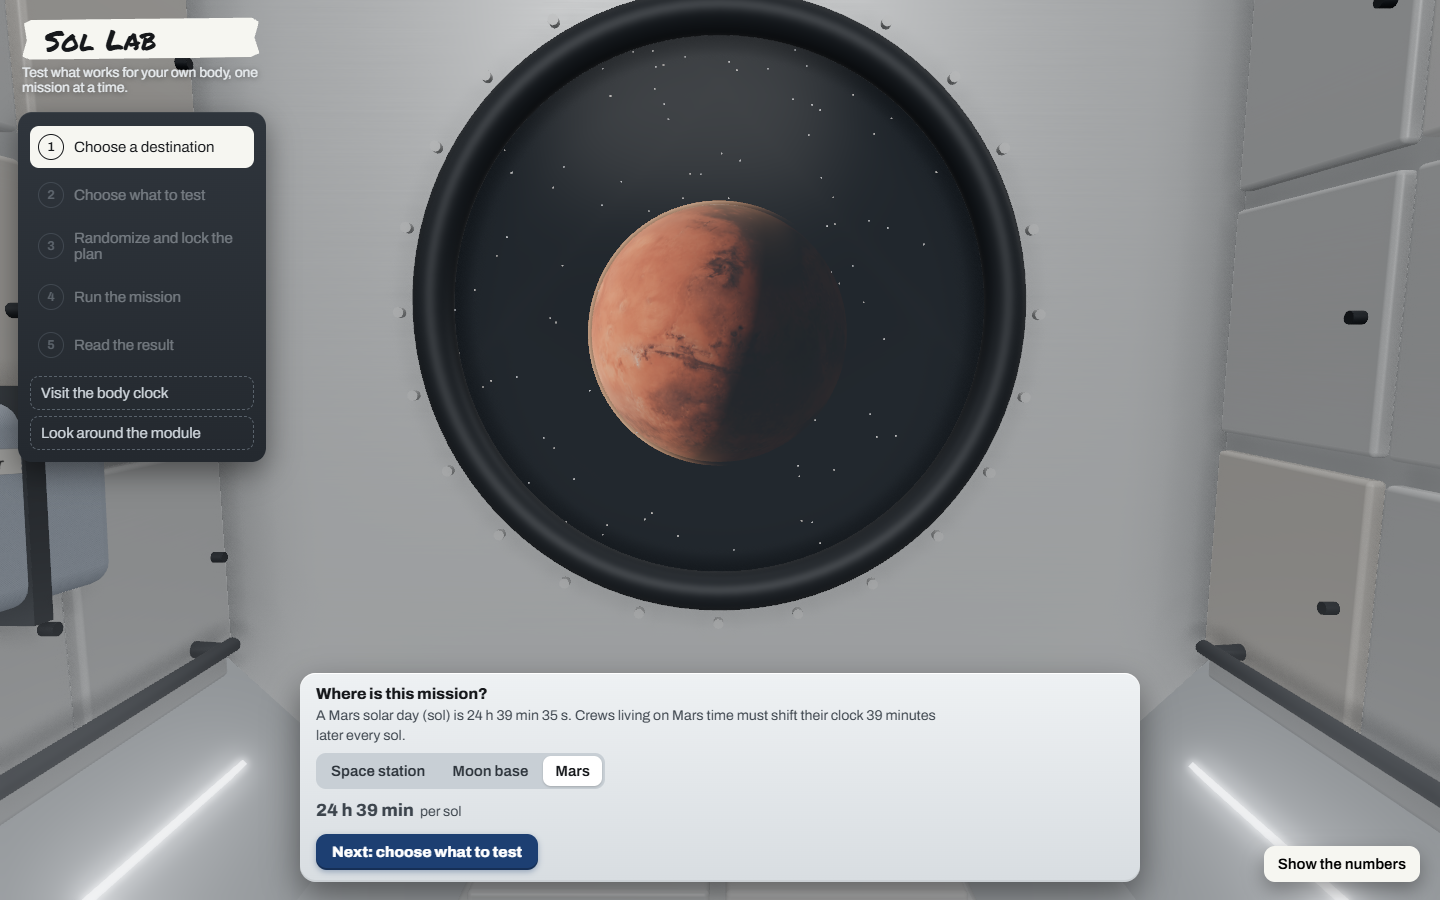 Sol Lab
Test what works for your own body, one
mission at a time.
1 Choose a destination
2 Choose what to test
3 Randomize and lock the
plan
4 Run the mission
5 Read the result
Visit the body clock
Look around the module
Where is this mission?
A Mars solar day (sol) is 24 h 39 min 35 s. Crews living on Mars time must shift their clock 39 minutes
later every sol.
Space station Moon base Mars
24 h 39 min per sol
Next: choose what to test
Show the numbers